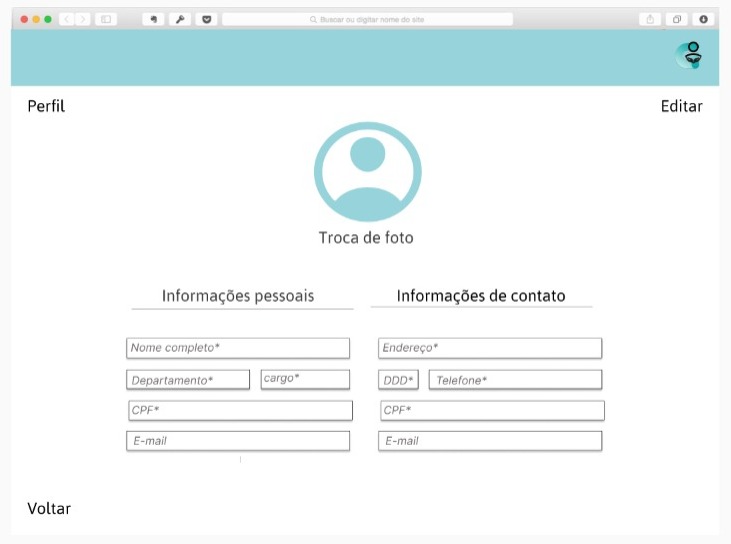 Buscar ou digitar nome do site
Perfil
Editar
Troca de foto
Informações pessoais
Informações de contato
Nome completo*
Endereço*
Departamento*
cargo*
DDD*
Telefone*
CPF*
CPF*
E-mail
E-mail
Voltar